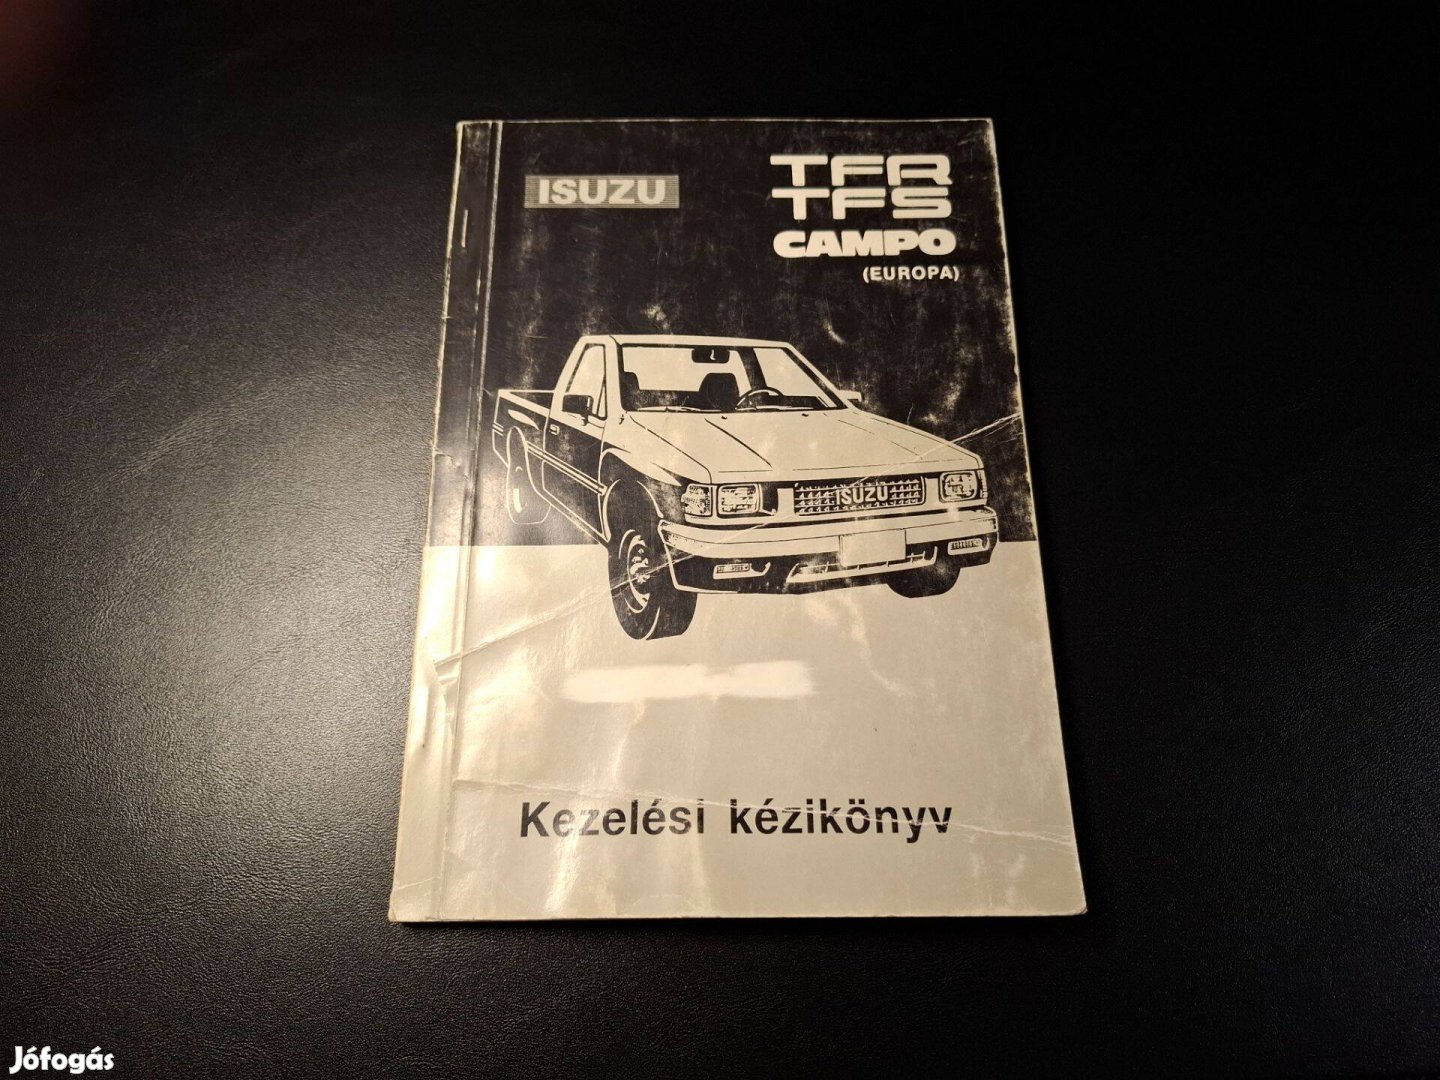 ISUZU
TFR
TFS
CAMPO
(EUROPA)
ISUZU
Kezelési kézikönyv
Jófogás